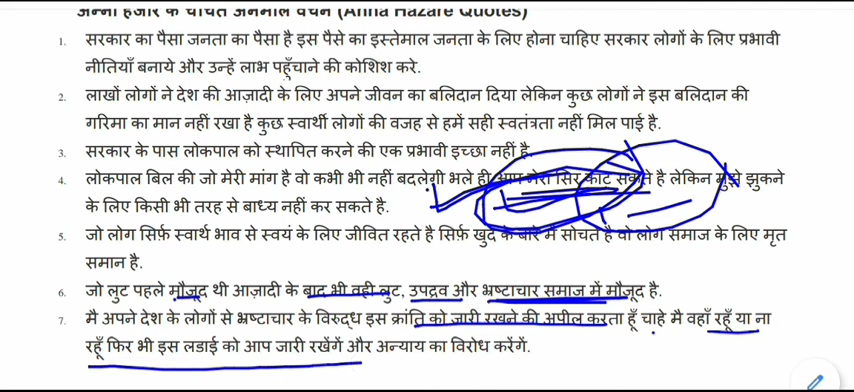 अन्ना हजारे के चर्चित अनमोल वचन (Anna Hazare Quotes)
1. सरकार का पैसा जनता का पैसा है इस पैसे का इस्तेमाल जनता के लिए होना चाहिए सरकार लोगों के लिए प्रभावी
नीतियाँ बनाये और उन्हें लाभ पहुँचाने की कोशिश करे.
2. लाखों लोगों ने देश की आज़ादी के लिए अपने जीवन का बलिदान दिया लेकिन कुछ लोगों ने इस बलिदान की
गरिमा का मान नहीं रखा है कुछ स्वार्थी लोगों की वजह से हमें सही स्वतंत्रता नहीं मिल पाई है.
3. सरकार के पास लोकपाल को स्थापित करने की एक प्रभावी इच्छा नहीं है.
4. लोकपाल बिल की जो मेरी मांग है वो कभी भी नहीं बदलेगी भले ही आप मेरा सिर काट सकते है लेकिन मुझे झुकने
के लिए किसी भी तरह से बाध्य नहीं कर सकते है.
5. जो लोग सिर्फ़ स्वार्थ भाव से स्वयं के लिए जीवित रहते है सिर्फ़ खुद के बारे में सोचते है वो लोग समाज के लिए मृत
समान है.
6. जो लुट पहले मौजूद थी आज़ादी के बाद भी वही लुट, उपद्रव और भ्रष्टाचार समाज में मौजूद है.
7. मै अपने देश के लोगों से भ्रष्टाचार के विरुद्ध इस क्रांति को जारी रखने की अपील करता हूँ चाहे मै वहाँ रहूँ या ना
रहूँ फिर भी इस लडाई को आप जारी रखेंगें और अन्याय का विरोध करेंगें.